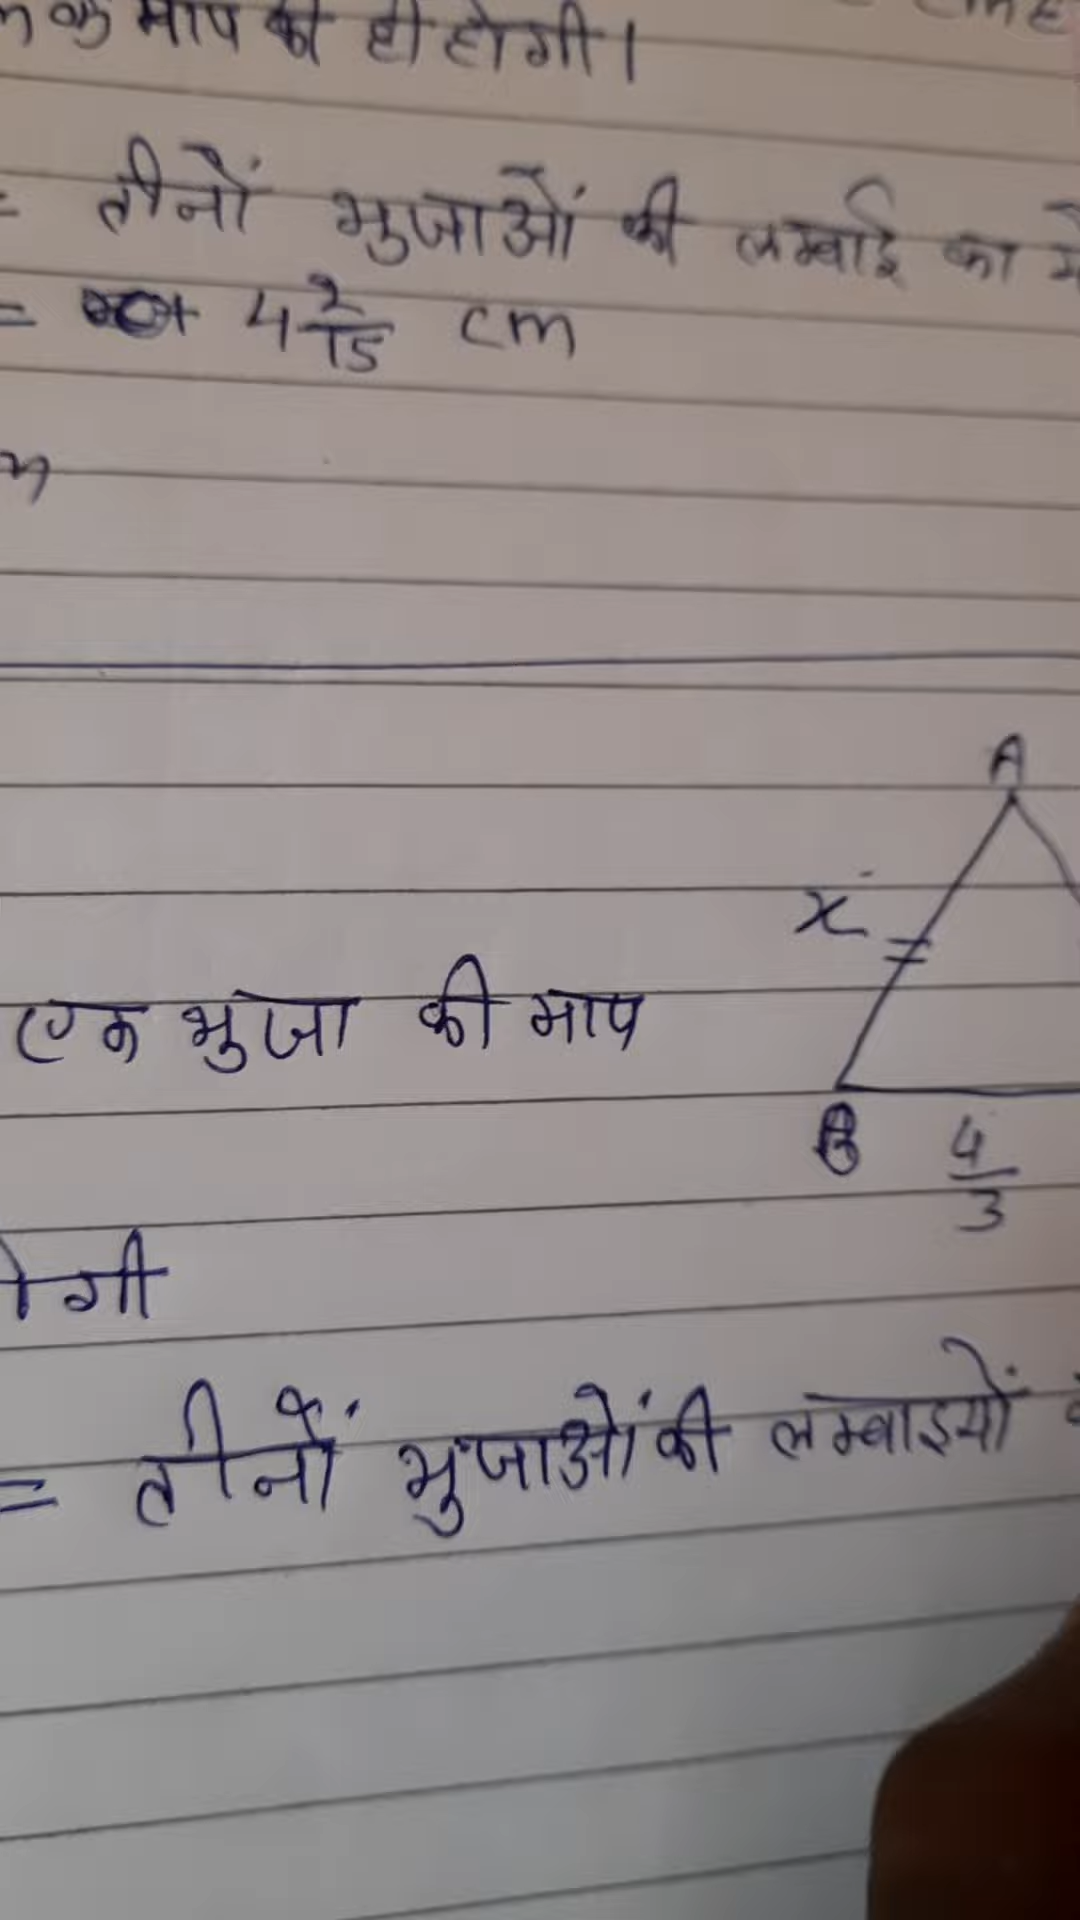 माप की ही होगी।
= तीनों भुजाओं की लम्बाई का
= 4 2/15 cm
A
x
एक भुजा की माप
B 4/3
गी
= तीनों भुजाओं की लम्बाइयों